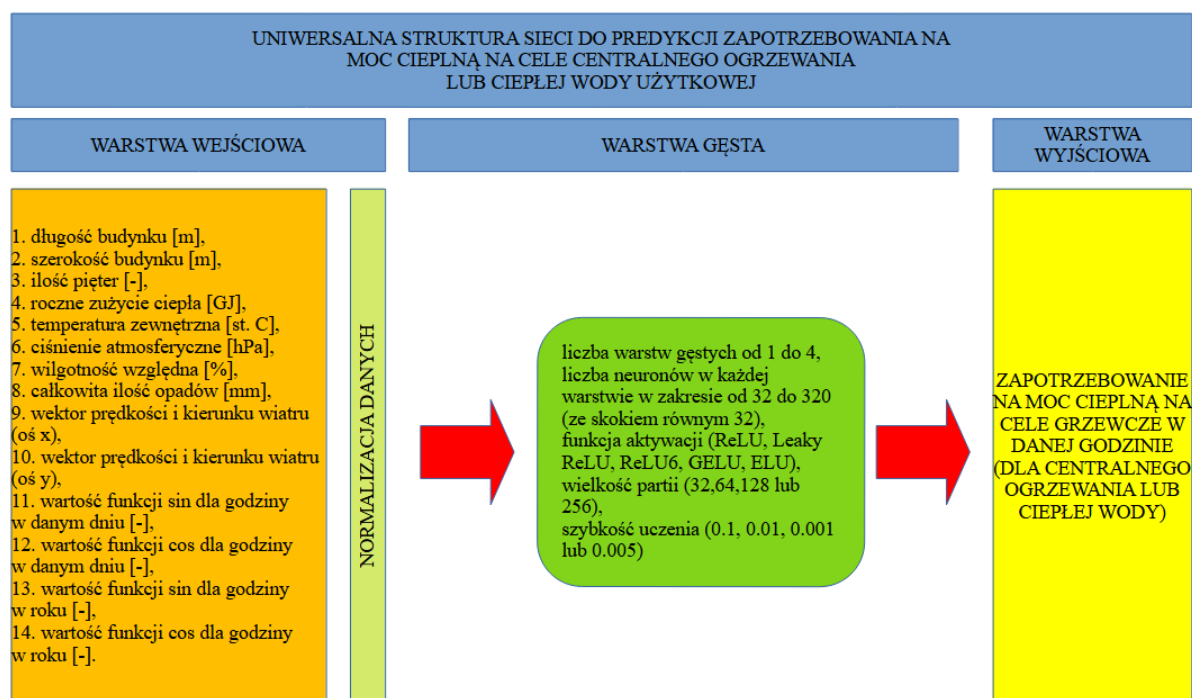 UNIWERSALNA STRUKTURA SIECI DO PREDYKCJI ZAPOTRZEBOWANIA NA
MOC CIEPLNĄ NA CELE CENTRALNEGO OGRZEWANIA
LUB CIEPŁEJ WODY UŻYTKOWEJ
WARSTWA WEJŚCIOWA
WARSTWA GĘSTA
WARSTWA
WYJŚCIOWA
1. długość budynku [m],
2. szerokość budynku [m],
3. ilość pięter [-],
4. roczne zużycie ciepła [GJ],
5. temperatura zewnętrzna [st. C],
6. ciśnienie atmosferyczne [hPa],
7. wilgotność względna [%],
8. całkowita ilość opadów [mm],
9. wektor prędkości i kierunku wiatru
(oś x),
10. wektor prędkości i kierunku wiatru
(oś y),
11. wartość funkcji sin dla godziny
w danym dniu [-],
12. wartość funkcji cos dla godziny
w danym dniu [-],
13. wartość funkcji sin dla godziny
w roku [-],
14. wartość funkcji cos dla godziny
w roku [-].
NORMALIZACJA DANYCH
liczba warstw gęstych od 1 do 4,
liczba neuronów w każdej
warstwie w zakresie od 32 do 320
(ze skokiem równym 32),
funkcja aktywacji (ReLU, Leaky
ReLU, ReLU6, GELU, ELU),
wielkość partii (32,64,128 lub
256),
szybkość uczenia (0.1, 0.01, 0.001
lub 0.005)
ZAPOTRZEBOWANIE
NA MOC CIEPLNĄ NA
CELE GRZEWCZE W
DANEJ GODZINIE
(DLA CENTRALNEGO
OGRZEWANIA LUB
CIEPŁEJ WODY)